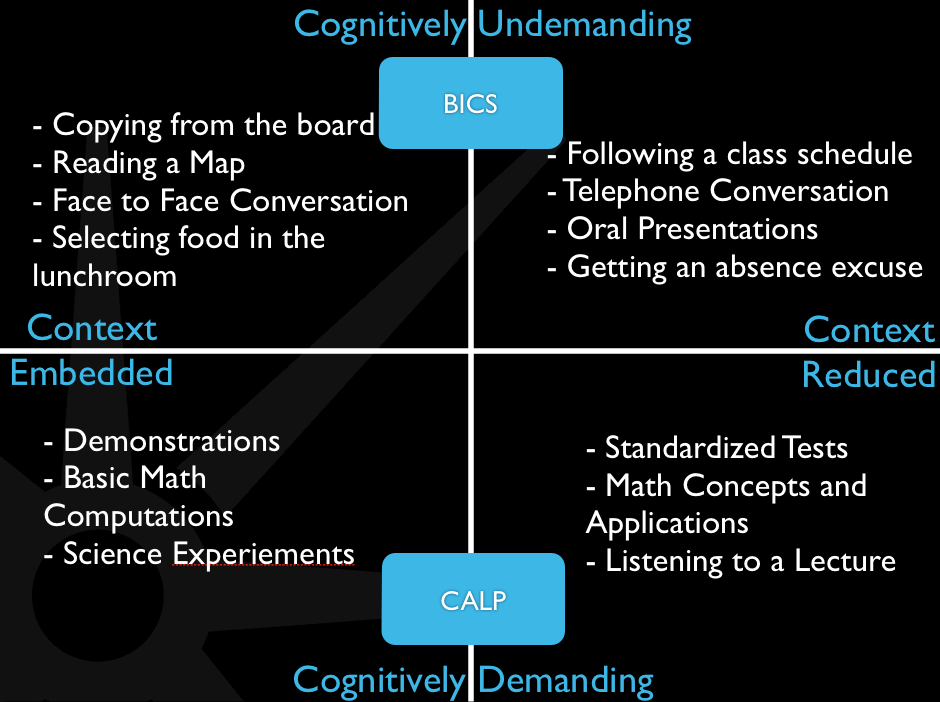 Cognitively Undemanding
BICS
- Copying from the board
- Reading a Map
- Face to Face Conversation
- Selecting food in the
lunchroom
- Following a class schedule
- Telephone Conversation
- Oral Presentations
- Getting an absence excuse
Context
Embedded
Context
Reduced
- Demonstrations
- Basic Math
Computations
- Science Experiements
- Standardized Tests
- Math Concepts and
Applications
- Listening to a Lecture
CALP
Cognitively Demanding